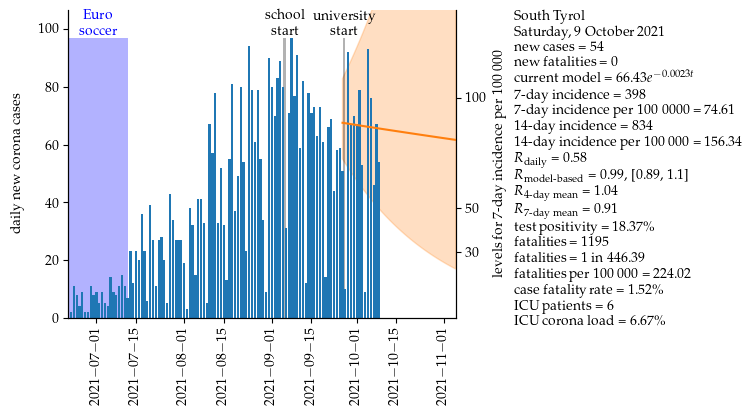 Euro
soccer
school
start
university
start
daily new corona cases
0
20
40
60
80
100
2021−07−01
2021−07−15
2021−08−01
2021−08−15
2021−09−01
2021−09−15
2021−10−01
2021−10−15
2021−11−01
30
50
100
levels for 7-day incidence per 100 000
South Tyrol
Saturday, 9 October 2021
new cases = 54
new fatalities = 0
current model = 66.43e^−0.0023t
7-day incidence = 398
7-day incidence per 100 0000 = 74.61
14-day incidence = 834
14-day incidence per 100 000 = 156.34
R daily = 0.58
R model-based = 0.99, [0.89, 1.1]
R 4-day mean = 1.04
R 7-day mean = 0.91
test positivity = 18.37%
fatalities = 1195
fatalities = 1 in 446.39
fatalities per 100 000 = 224.02
case fatality rate = 1.52%
ICU patients = 6
ICU corona load = 6.67%